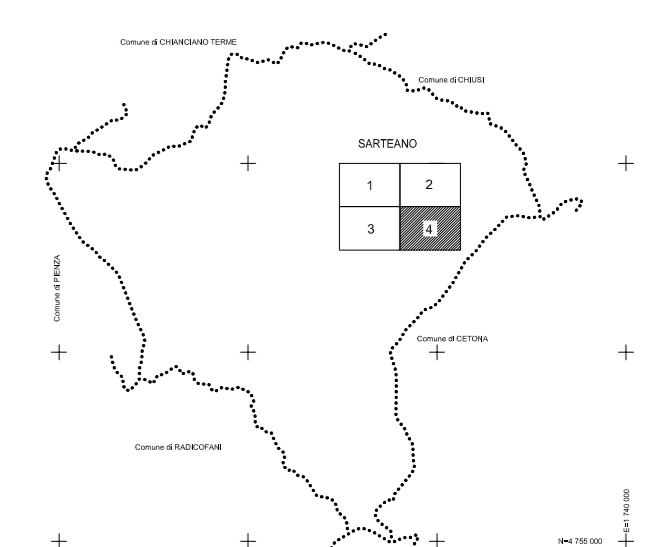 Comune di CHIANCIANO TERME
Comune di CHIUSI
SARTEANO
1
2
3
4
Comune di PIENZA
Comune di CETONA
Comune di RADICOFANI
E=1 740 000
N=4 755 000